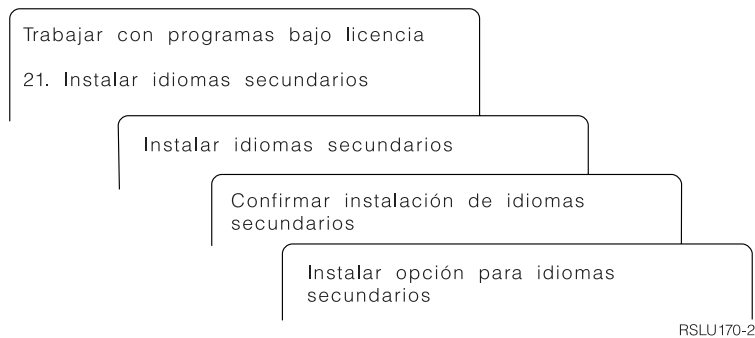 Trabajar con programas bajo licencia
21. Instalar idiomas secundarios
Instalar idiomas secundarios
Confirmar instalación de idiomas
secundarios
Instalar opción para idiomas
secundarios
RSLU170-2